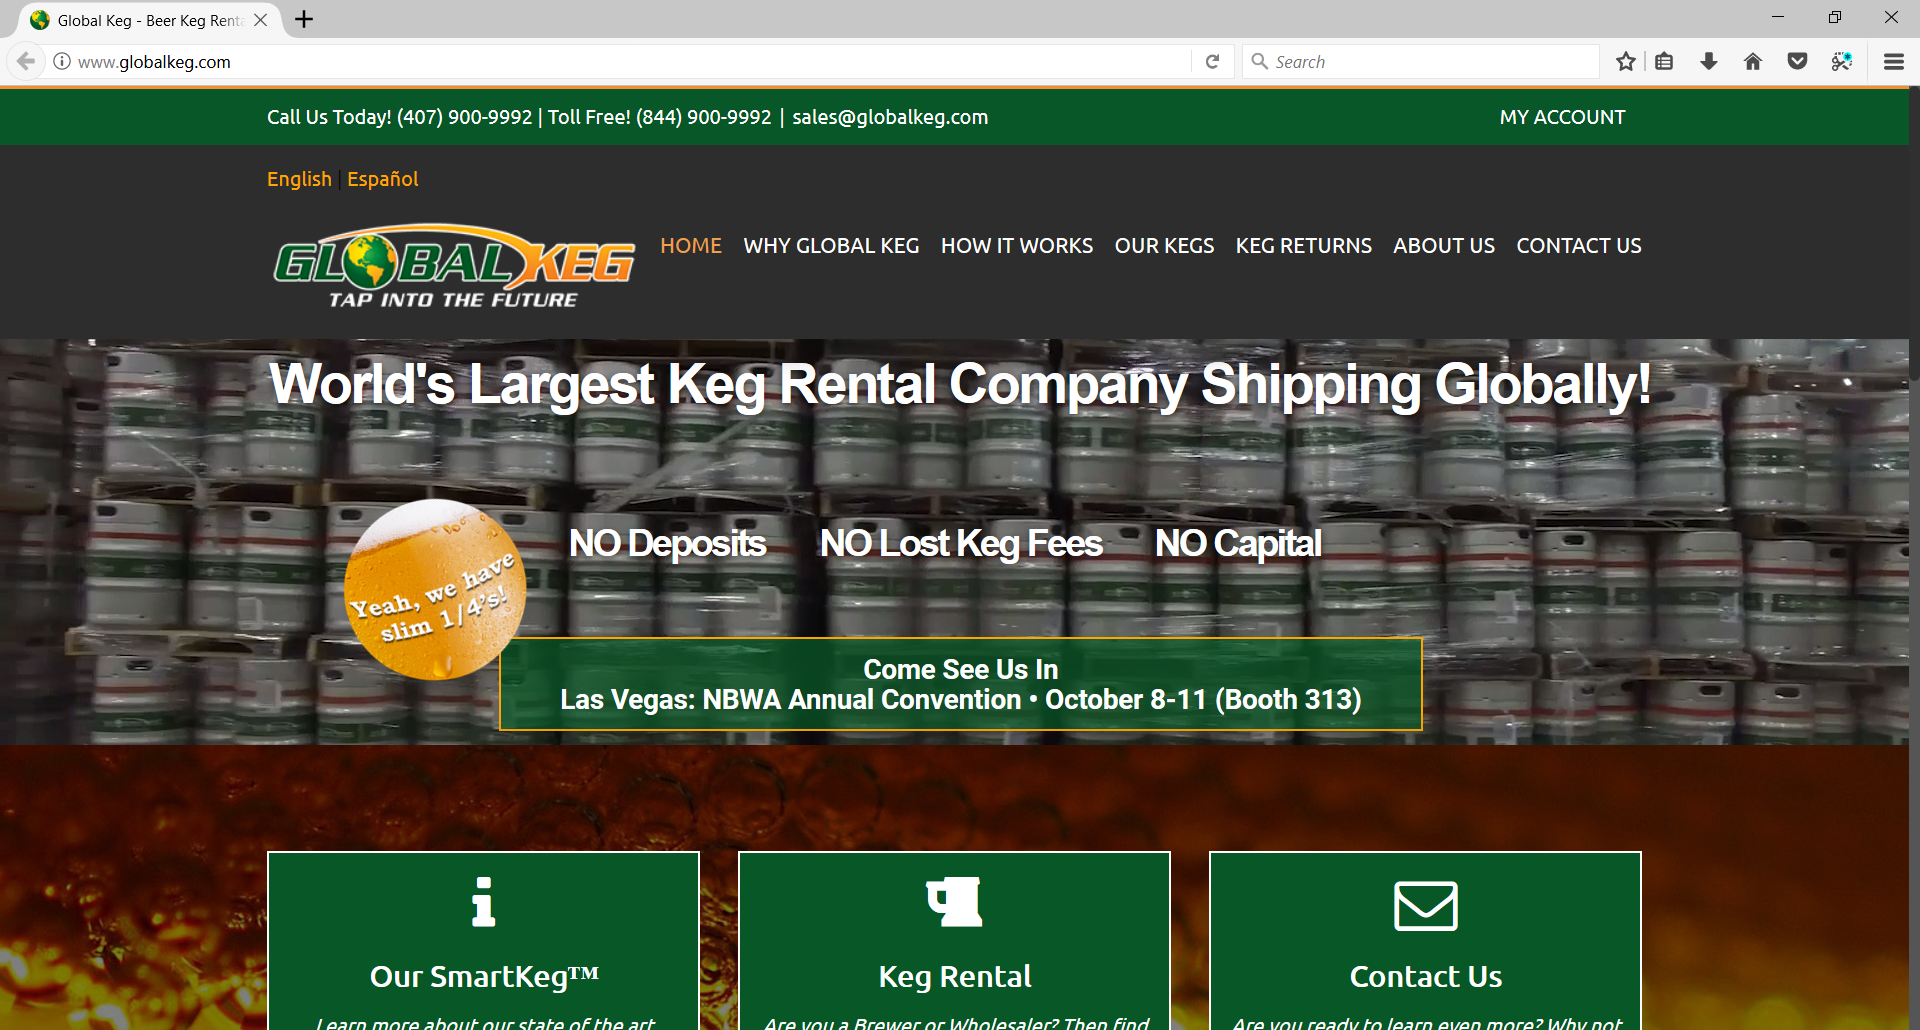 Global Keg - Beer Keg Renta
www.globalkeg.com
Search
Call Us Today! (407) 900-9992 | Toll Free! (844) 900-9992 | sales@globalkeg.com
MY ACCOUNT
English | Español
GLOBAL KEG
TAP INTO THE FUTURE
HOME WHY GLOBAL KEG HOW IT WORKS OUR KEGS KEG RETURNS ABOUT US CONTACT US
World's Largest Keg Rental Company Shipping Globally!
NO Deposits NO Lost Keg Fees NO Capital
Yeah, we have
slim 1/4's!
Come See Us In
Las Vegas: NBWA Annual Convention • October 8-11 (Booth 313)
Our SmartKeg™
Learn more about our state of the art
Keg Rental
Are you a Brewer or Wholesaler? Then find
Contact Us
Are you ready to learn even more? Why not